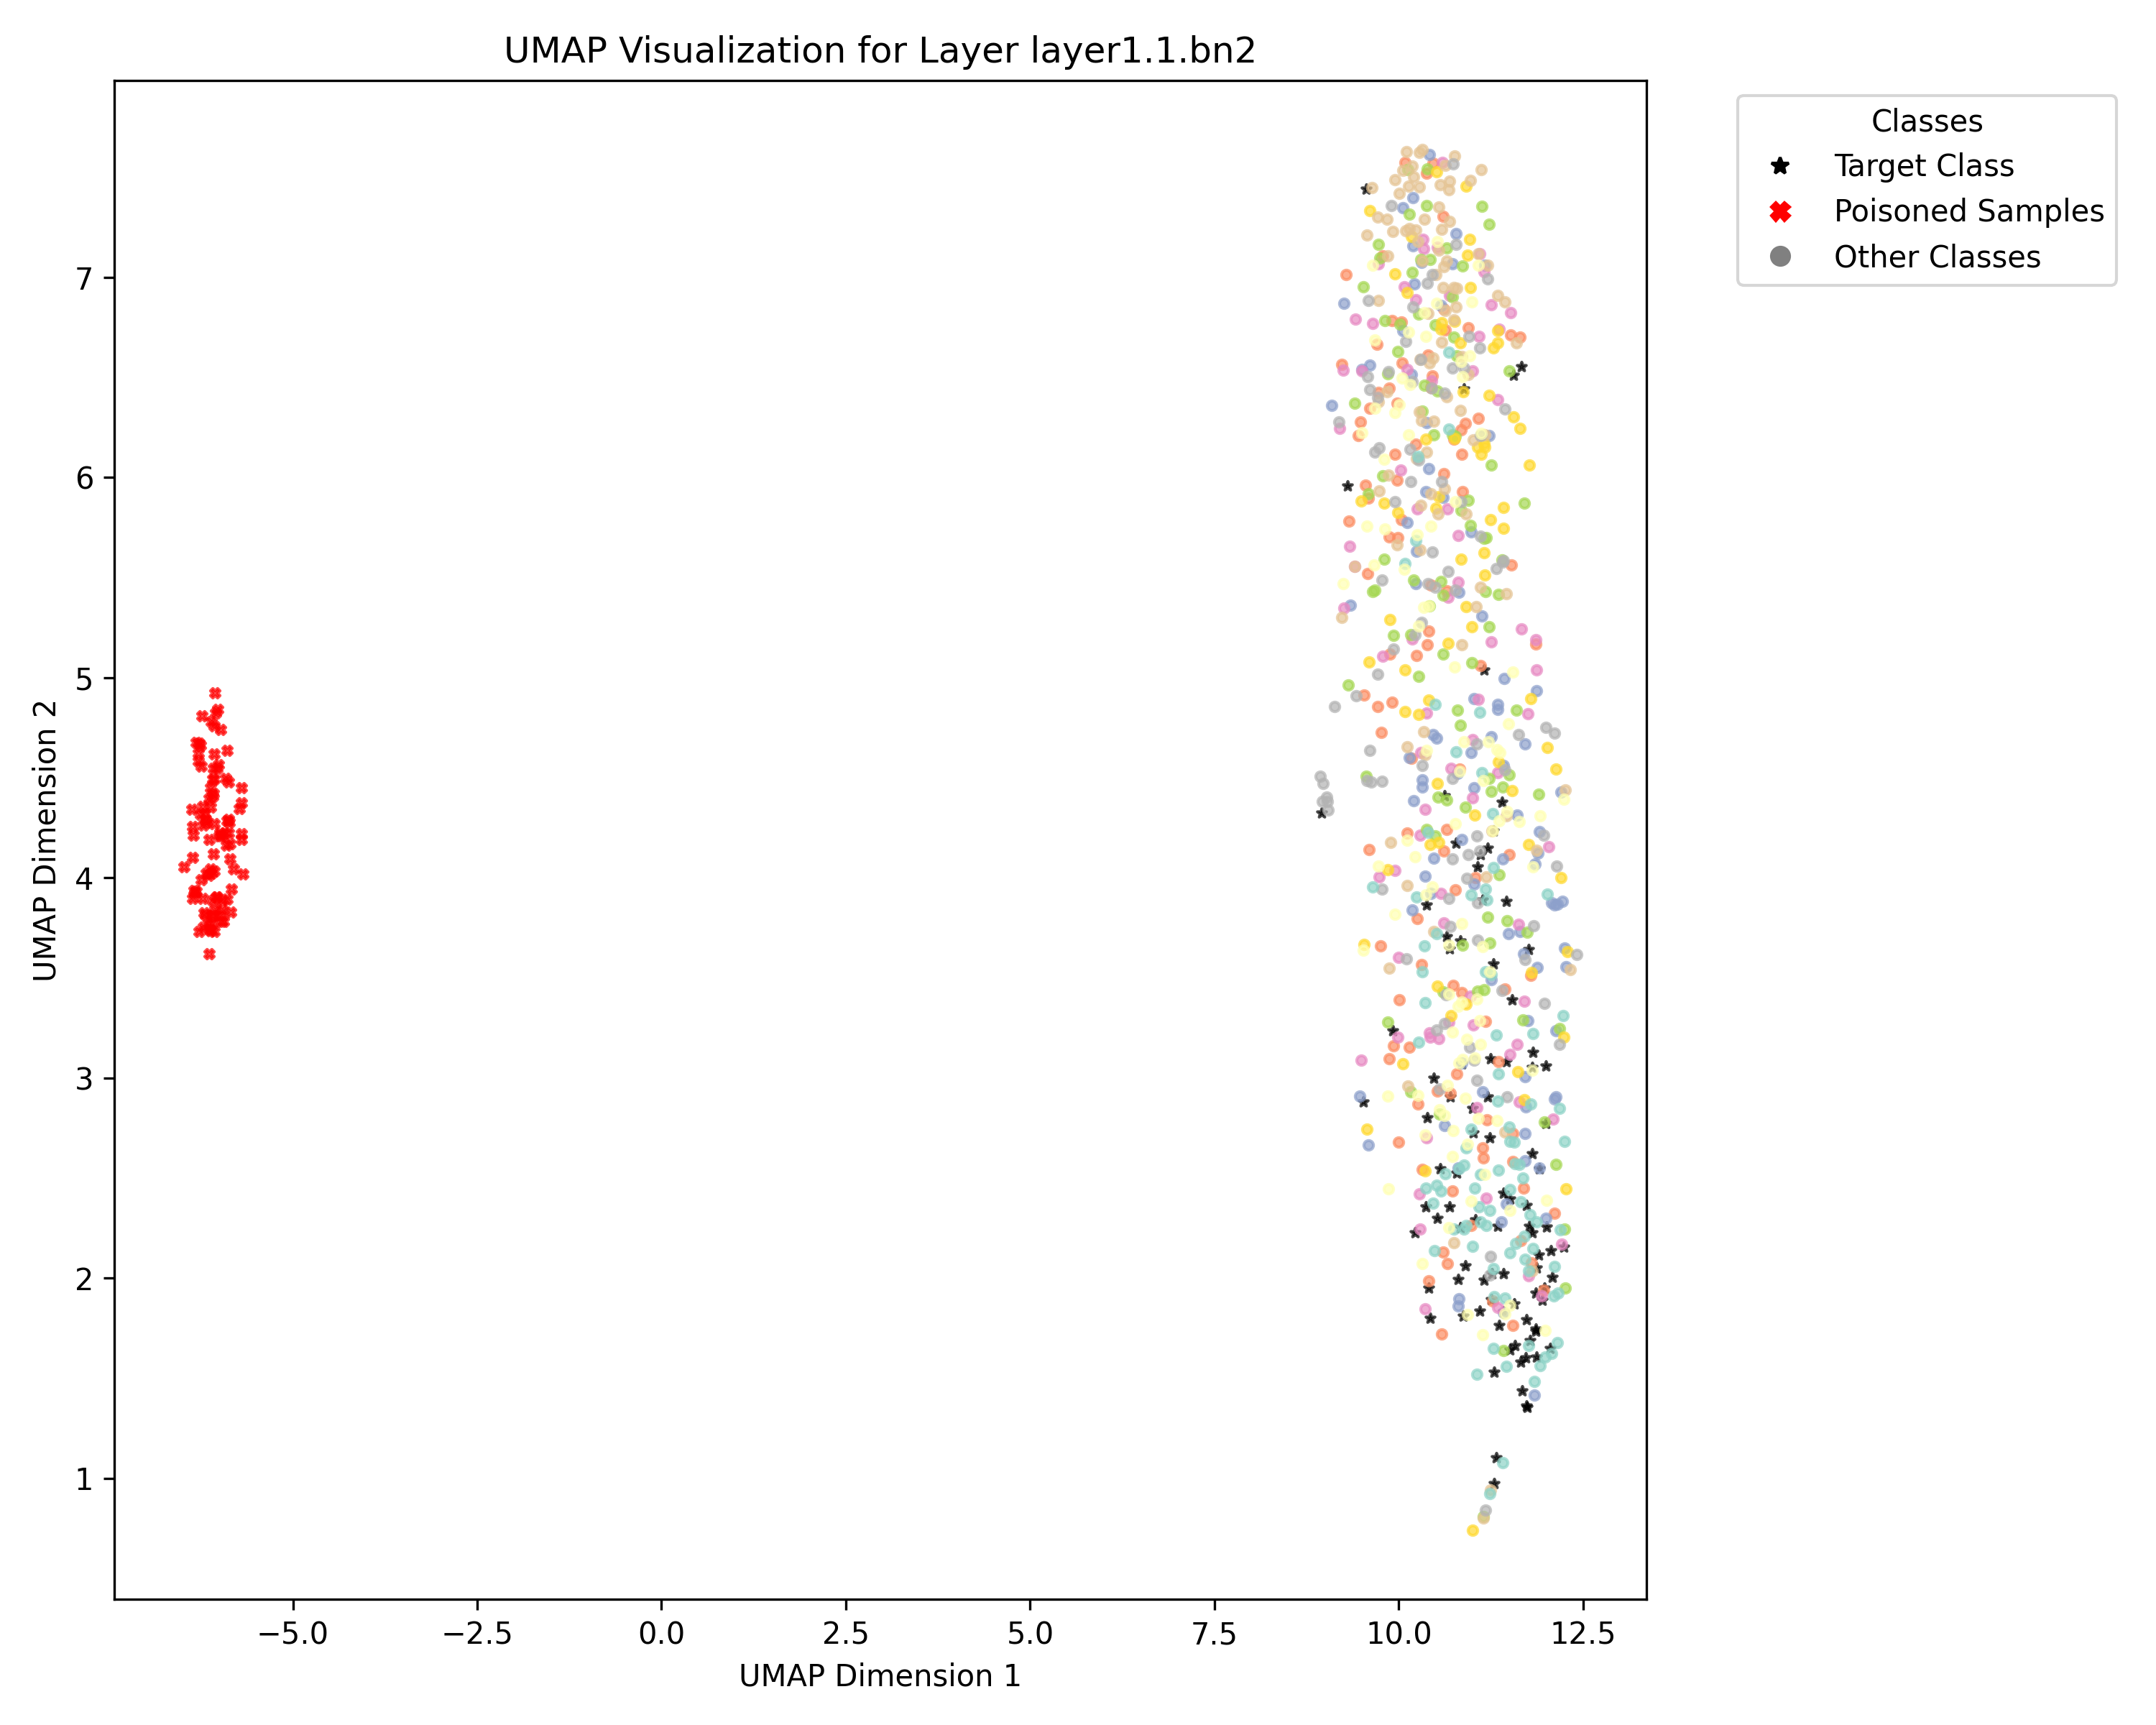 UMAP Visualization for Layer layer1.1.bn2
Classes
Target Class
Poisoned Samples
Other Classes
UMAP Dimension 2
7
6
5
4
3
2
1
−5.0 −2.5 0.0 2.5 5.0 7.5 10.0 12.5
UMAP Dimension 1